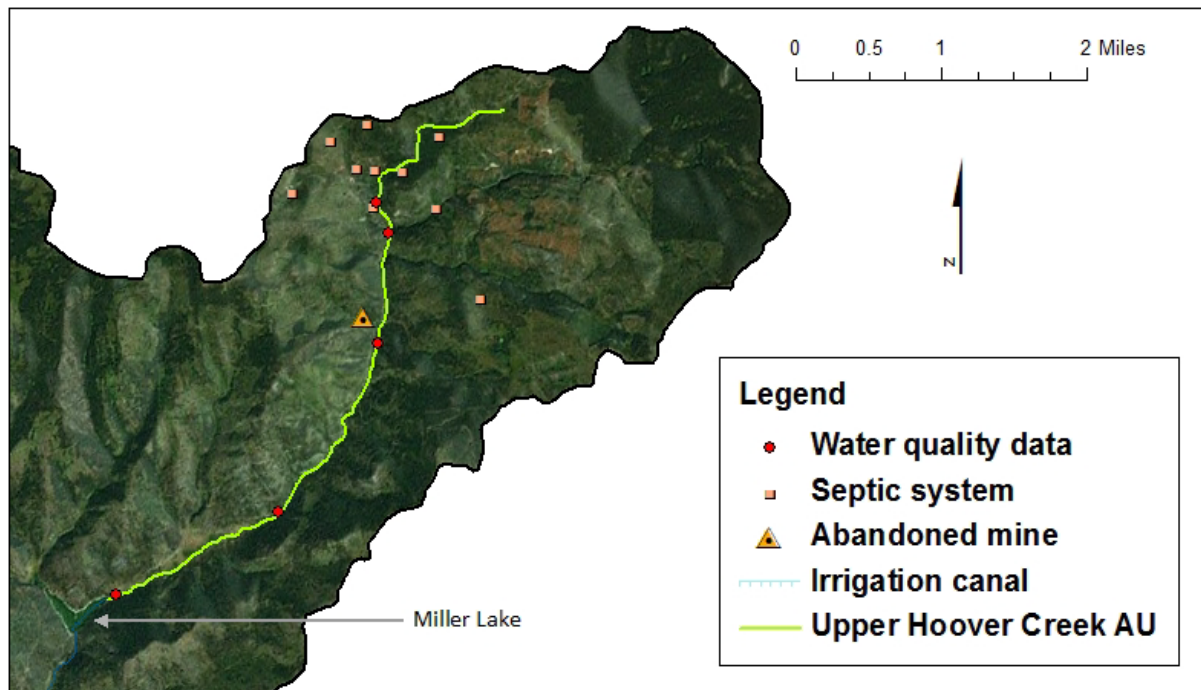 0 0.5 1 2 Miles
N
Legend
Water quality data
Septic system
Abandoned mine
Irrigation canal
Upper Hoover Creek AU
Miller Lake